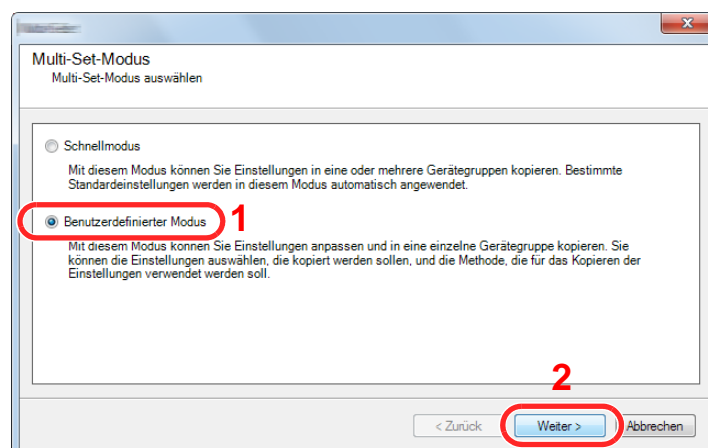 Multi-Set-Modus
Multi-Set-Modus auswählen
Schnellmodus
Mit diesem Modus können Sie Einstellungen in eine oder mehrere Gerätegruppen kopieren. Bestimmte
Standardeinstellungen werden in diesem Modus automatisch angewendet.
Benutzerdefinierter Modus 1
Mit diesem Modus können Sie Einstellungen anpassen und in eine einzelne Gerätegruppe kopieren. Sie
können die Einstellungen auswählen, die kopiert werden sollen, und die Methode, die für das Kopieren der
Einstellungen verwendet werden soll.
2
< Zurück Weiter > Abbrechen